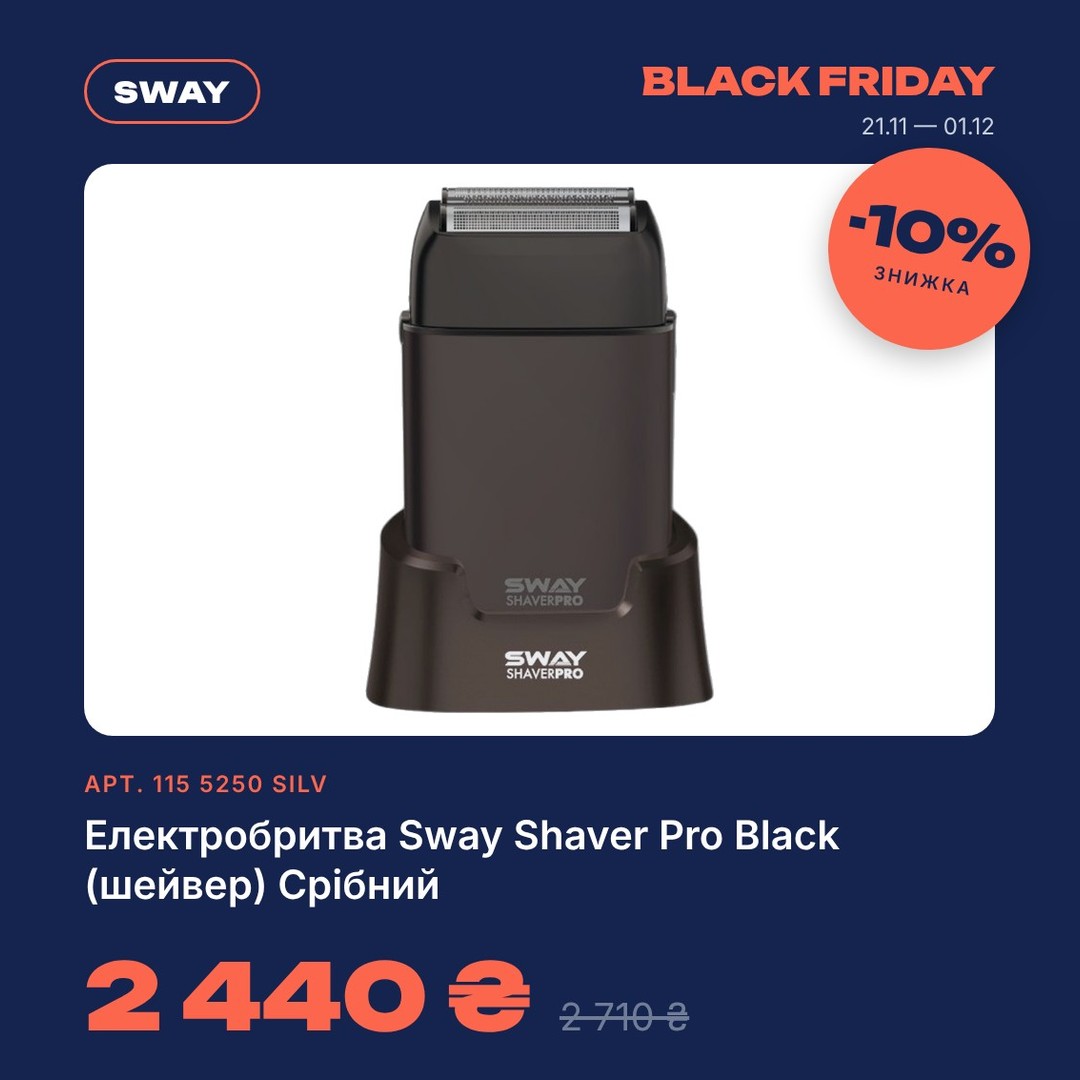 SWAY
BLACK FRIDAY
21.11 — 01.12
-10%
ЗНИЖКА
SWAY
SHAVERPRO
SWAY
SHAVERPRO
АРТ. 115 5250 SILV
Електробритва Sway Shaver Pro Black
(шейвер) Срібний
2 440 ₴ 2 710 ₴